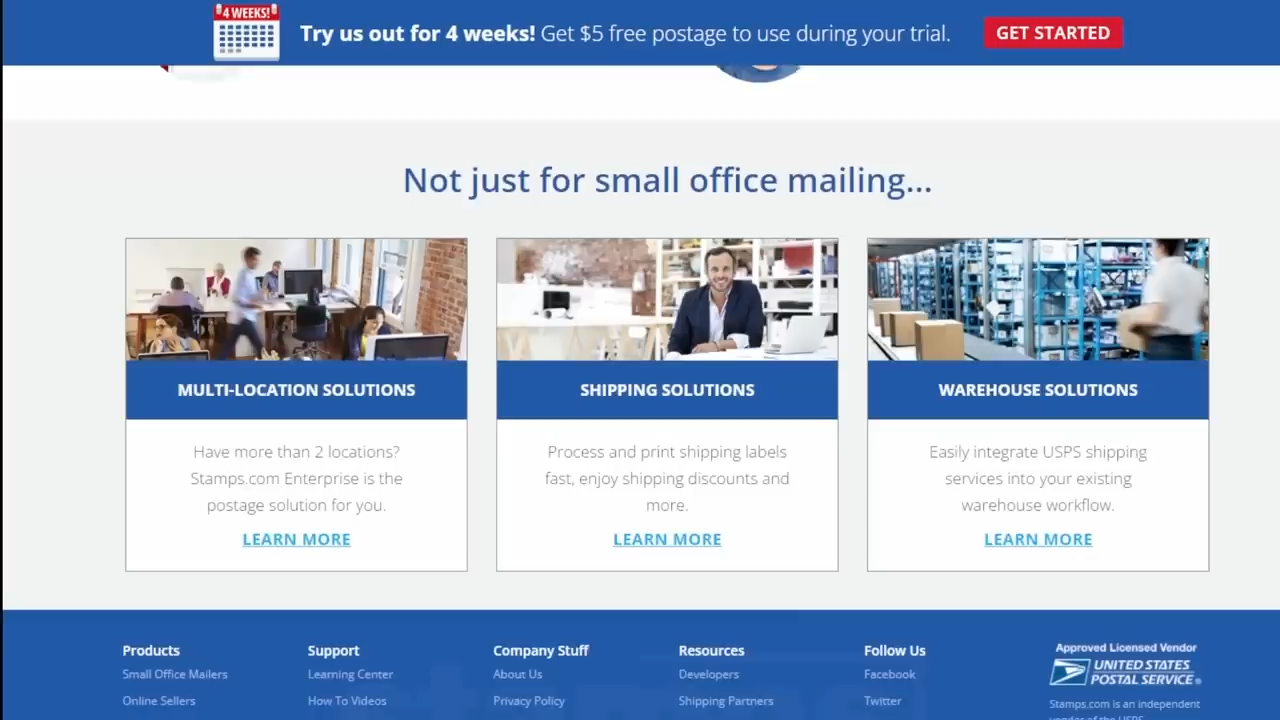 4 WEEKS!
Try us out for 4 weeks! Get $5 free postage to use during your trial.
GET STARTED
Not just for small office mailing...
MULTI-LOCATION SOLUTIONS
Have more than 2 locations?
Stamps.com Enterprise is the
postage solution for you.
LEARN MORE
SHIPPING SOLUTIONS
Process and print shipping labels
fast, enjoy shipping discounts and
more.
LEARN MORE
WAREHOUSE SOLUTIONS
Easily integrate USPS shipping
services into your existing
warehouse workflow.
LEARN MORE
Products
Small Office Mailers
Online Sellers
Support
Learning Center
How To Videos
Company Stuff
About Us
Privacy Policy
Resources
Developers
Shipping Partners
Follow Us
Facebook
Twitter
Approved Licensed Vendor
UNITED STATES
POSTAL SERVICE®
Stamps.com is an independent
vendor of the USPS